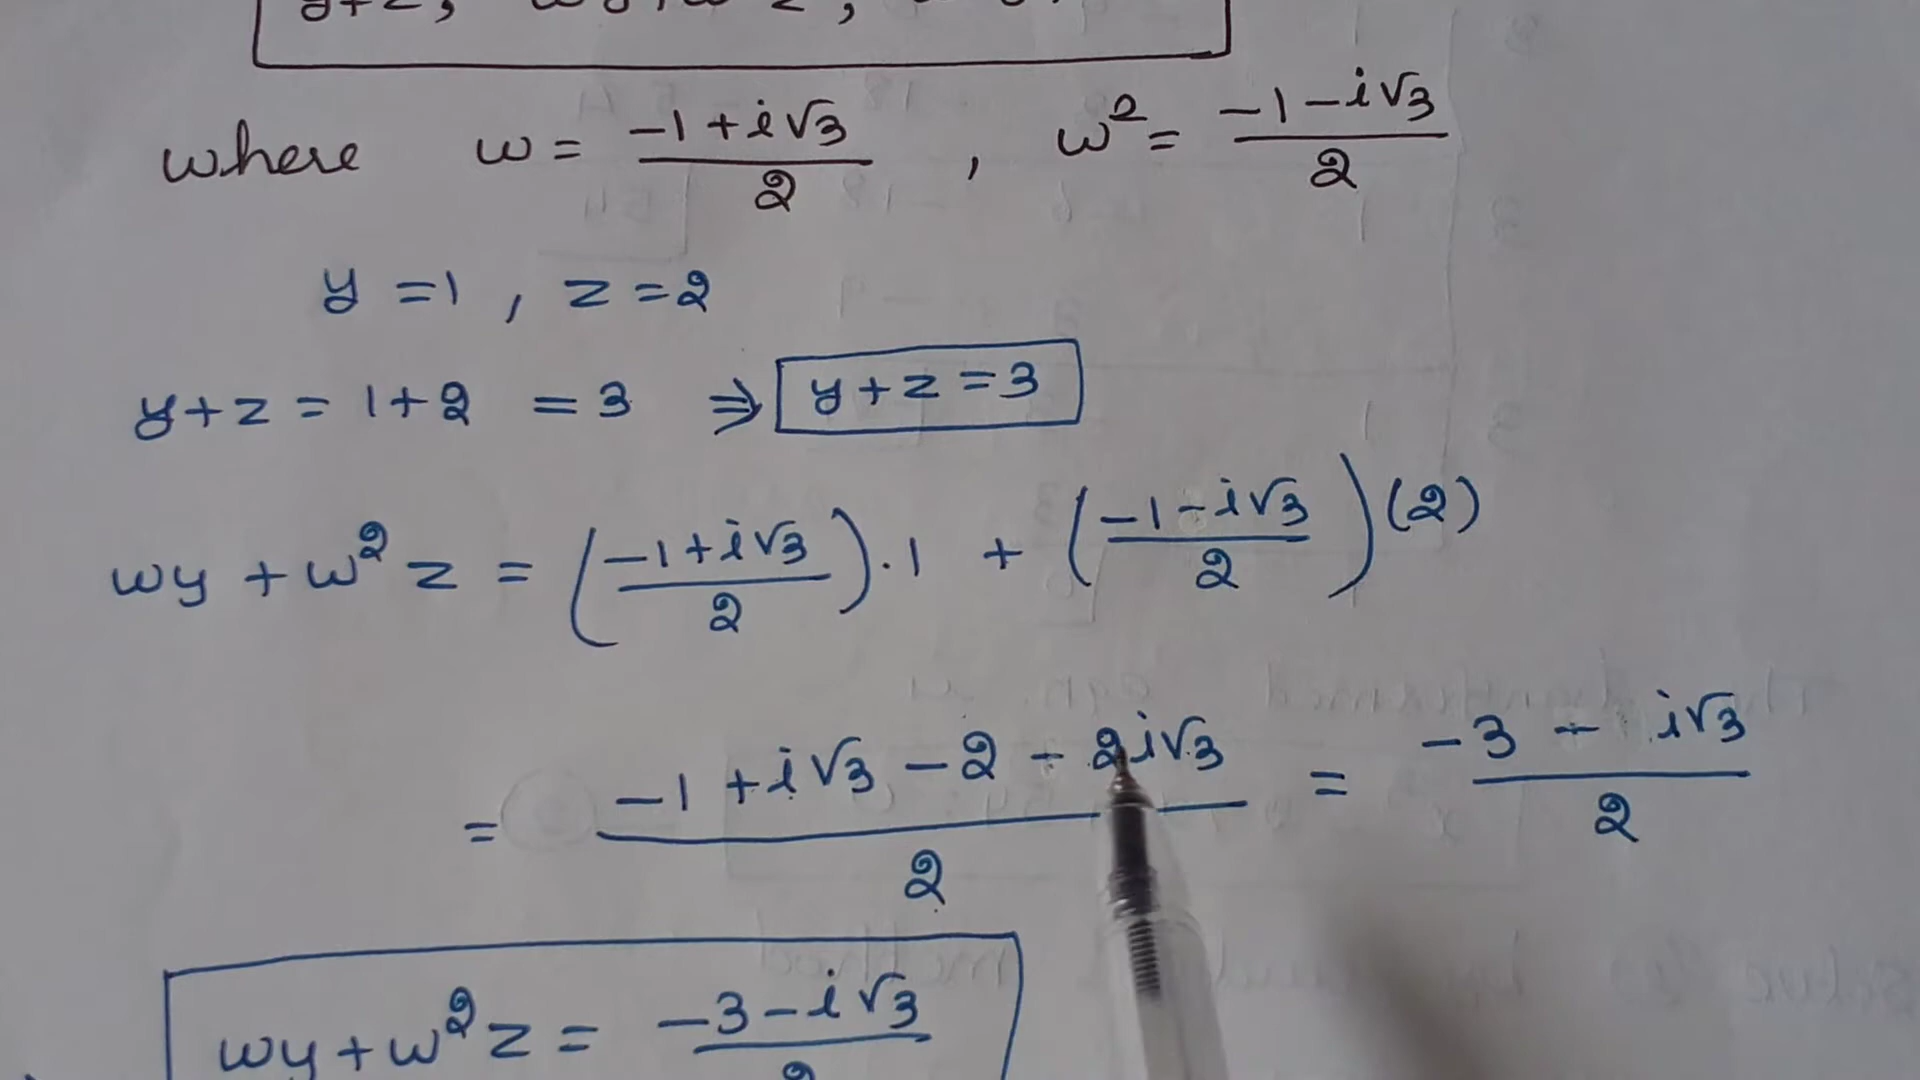 y+z,
where ω = (-1+i√3)/2 , ω² = (-1-i√3)/2
y = 1 , z = 2
y+z = 1+2 = 3 ⇒ y+z = 3
ωy + ω²z = ((-1+i√3)/2).1 + ((-1-i√3)/2)(2)
= (-1+i√3-2-2i√3)/2 = (-3-i√3)/2
ωy+ω²z = (-3-i√3)/2